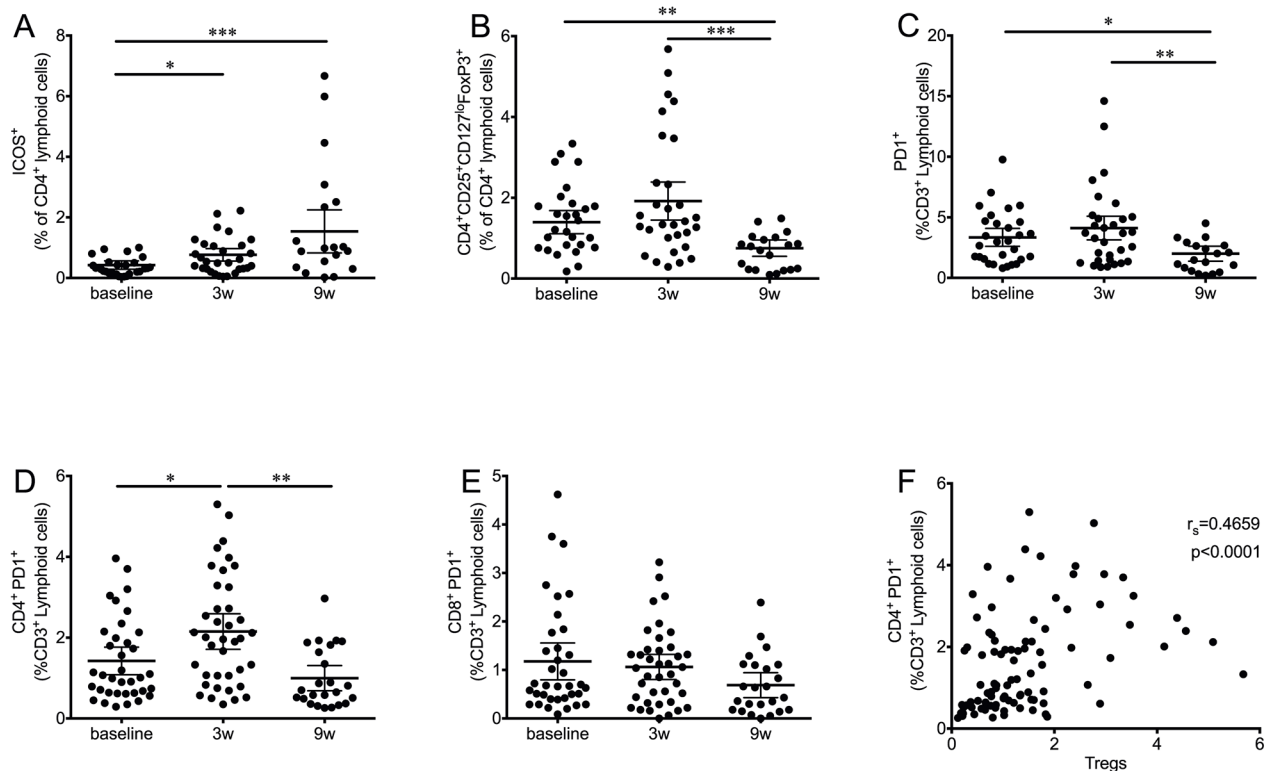 A
ICOS⁺
(% of CD4⁺ lymphoid cells)
8
6
4
2
0
***
*
baseline
3w
9w
B
CD4⁺CD25⁺CD127ˡᵒFoxP3⁺
(% of CD4⁺ lymphoid cells)
6
4
2
0
**
***
baseline
3w
9w
C
PD1⁺
(%CD3⁺ Lymphoid cells)
20
15
10
5
0
*
**
baseline
3w
9w
D
CD4⁺ PD1⁺
(%CD3⁺ Lymphoid cells)
6
4
2
0
*
**
baseline
3w
9w
E
CD8⁺ PD1⁺
(%CD3⁺ Lymphoid cells)
5
4
3
2
1
0
baseline
3w
9w
F
CD4⁺ PD1⁺
(%CD3⁺ Lymphoid cells)
6
4
2
0
rₛ=0.4659
p<0.0001
0
2
4
6
Tregs